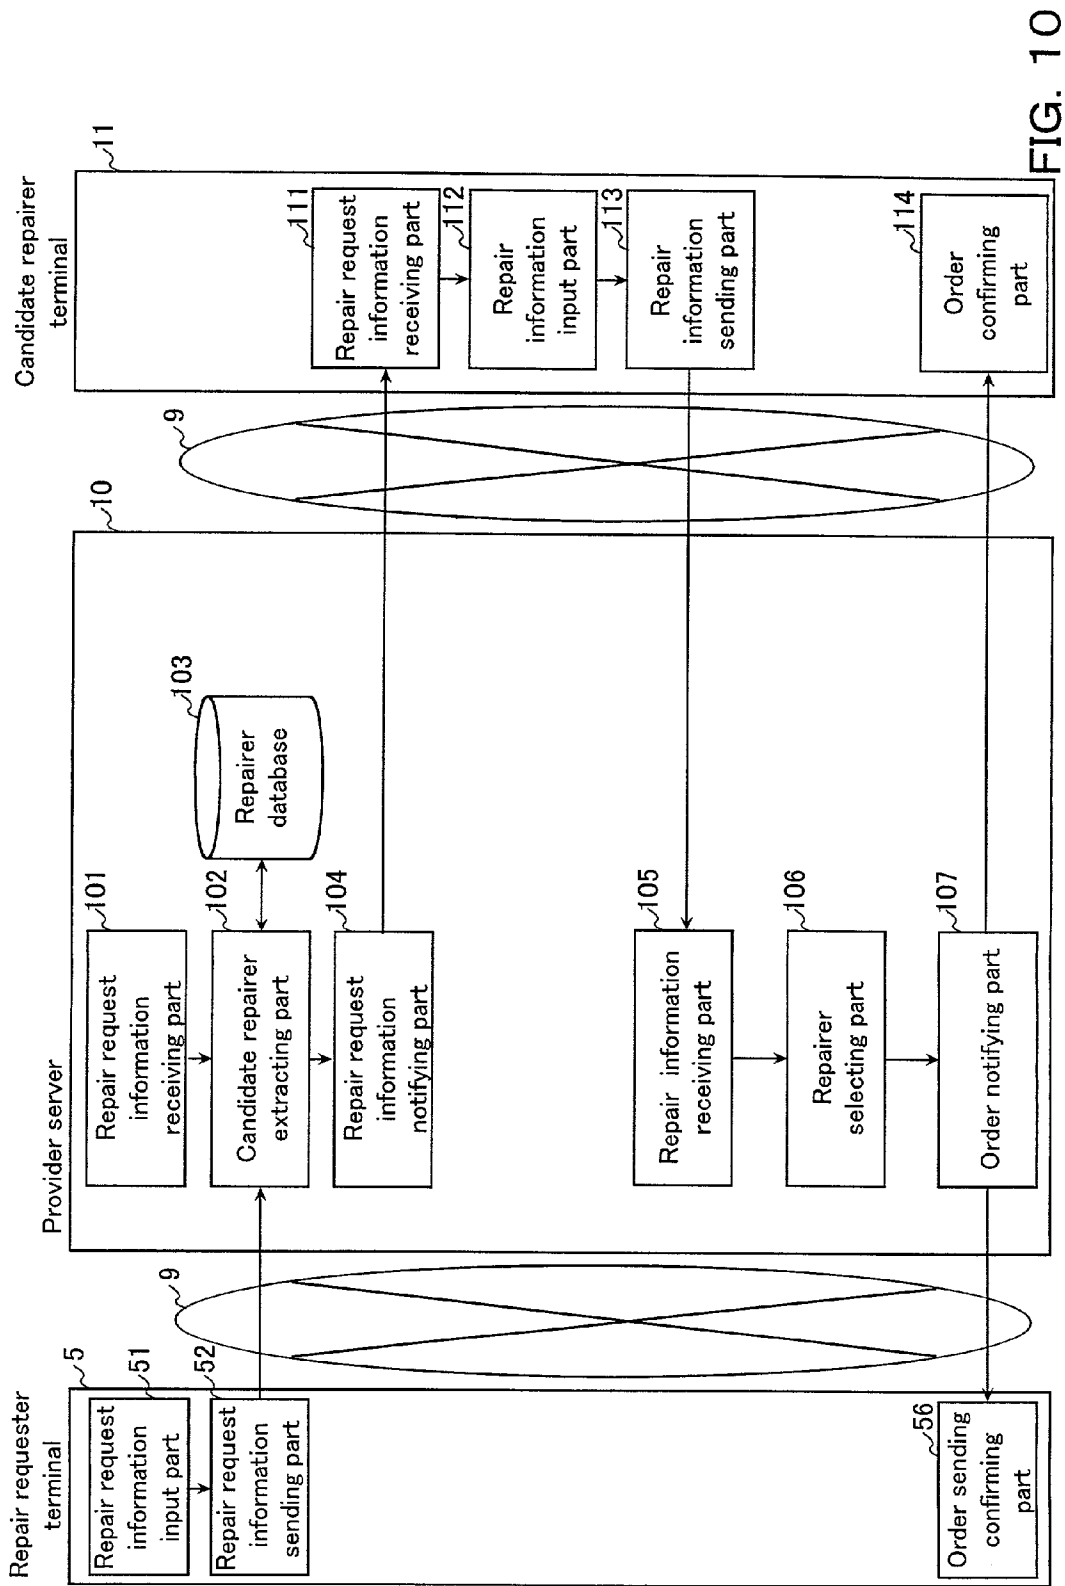 Repair requester
terminal
5
Repair request
information
input part
51
Repair request
information
sending part
52
Order sending
confirming
part
56
9
Provider server
10
Repair request
information
receiving part
101
Candidate repairer
extracting part
102
Repairer
database
103
Repair request
information
notifying part
104
Repair information
receiving part
105
Repairer
selecting part
106
Order notifying part
107
9
Candidate repairer
terminal
11
Repair request
information
receiving part
111
Repair
information
input part
112
Repair
information
sending part
113
Order
confirming
part
114
FIG. 10